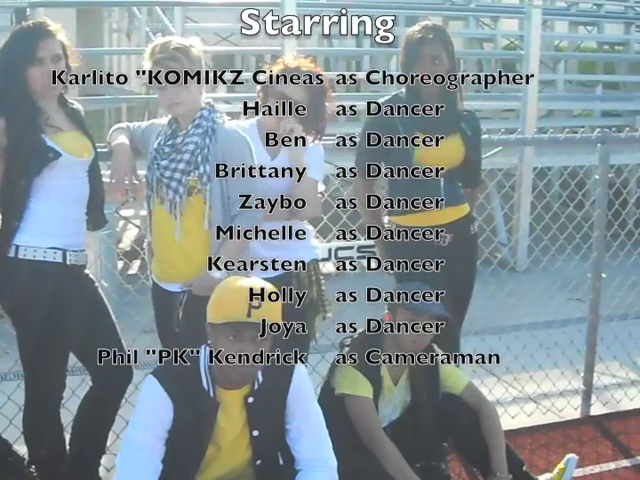 Starring
Karlito "KOMIKZ Cineas as Choreographer
Haille as Dancer
Ben as Dancer
Brittany as Dancer
Zaybo as Dancer
Michelle as Dancer
Kearsten as Dancer
Holly as Dancer
Joya as Dancer
Phil "PK" Kendrick as Cameraman
P